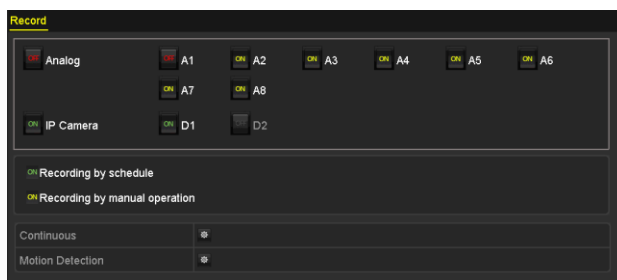 Record
OFF Analog OFF A1 ON A2 ON A3 ON A4 ON A5 ON A6
ON A7 ON A8
ON IP Camera ON D1 D2
ON Recording by schedule
ON Recording by manual operation
Continuous
Motion Detection